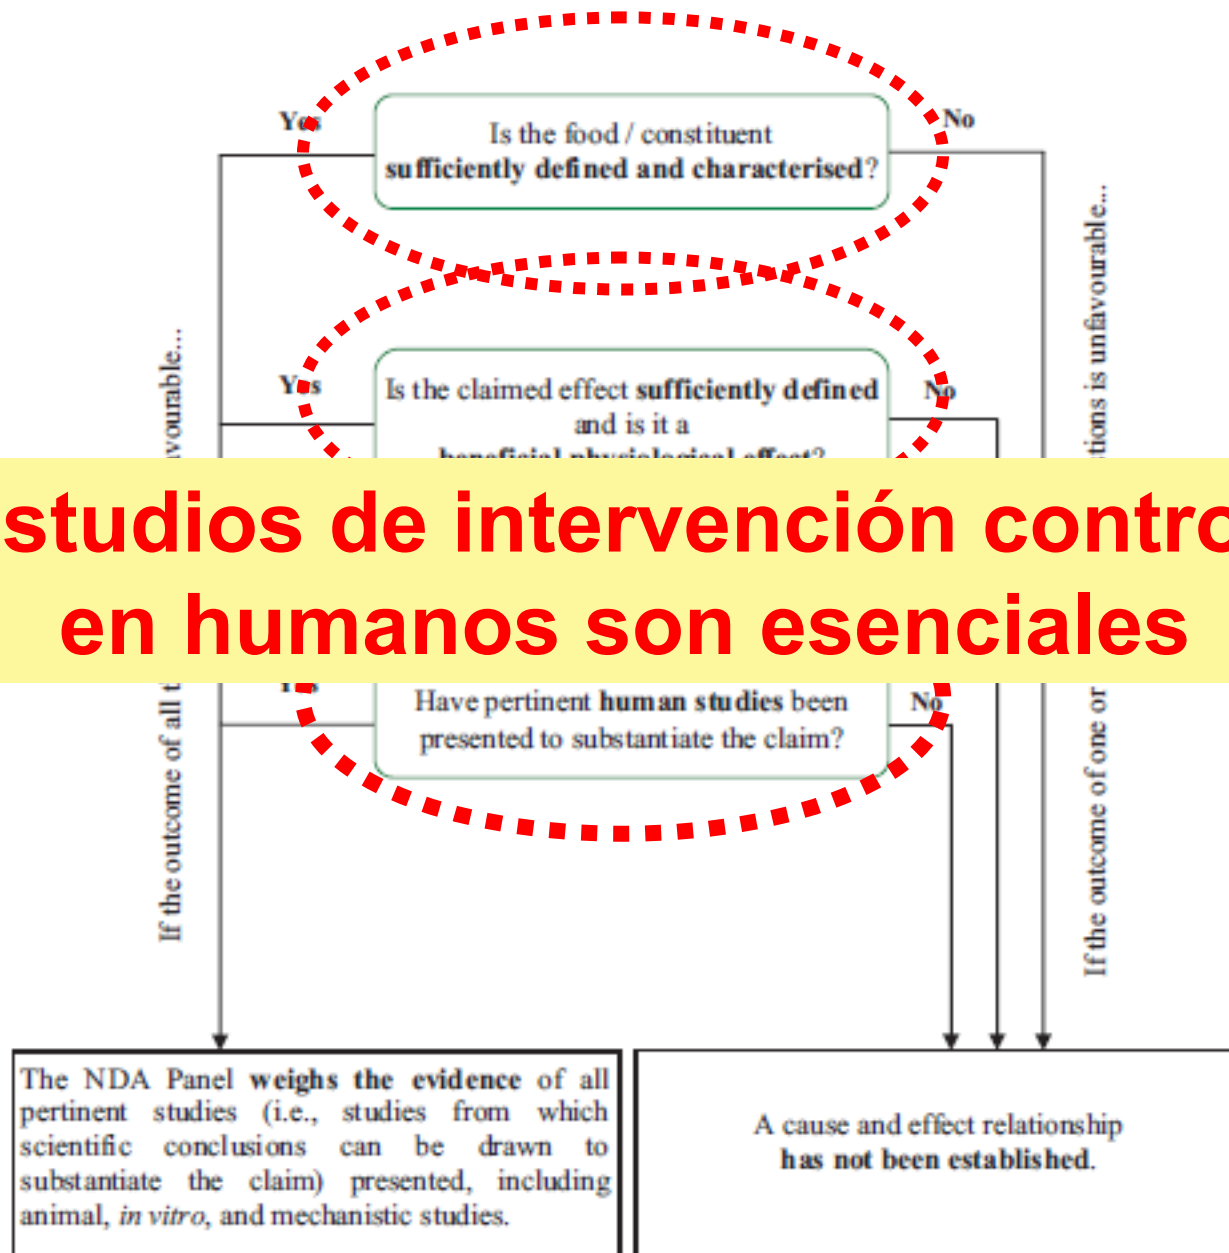 Yes
Is the food / constituent
sufficiently defined and characterised?
No
Yes
Is the claimed effect sufficiently defined
and is it a
beneficial physiological effect?
No
studios de intervención contro
en humanos son esenciales
Yes
Have pertinent human studies been
presented to substantiate the claim?
No
If the outcome of all
vourable...
If the outcome of one or
tions is unfavourable...
The NDA Panel weighs the evidence of all
pertinent studies (i.e., studies from which
scientific conclusions can be drawn to
substantiate the claim) presented, including
animal, in vitro, and mechanistic studies.
A cause and effect relationship
has not been established.